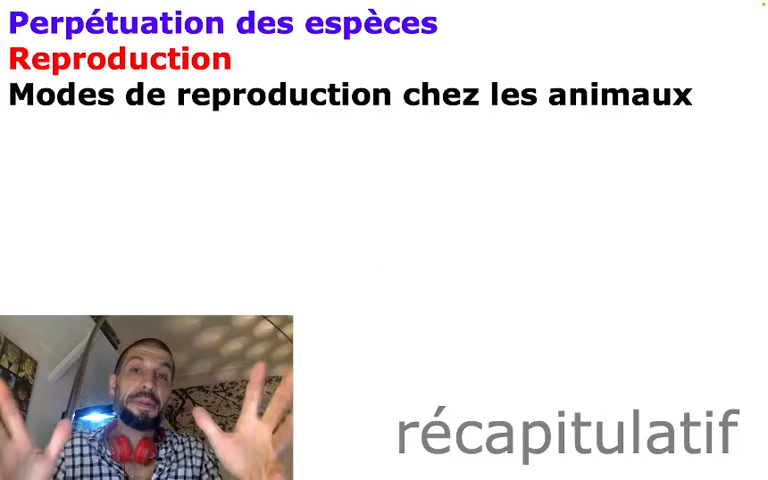 Perpétuation des espèces
Reproduction
Modes de reproduction chez les animaux
récapitulatif